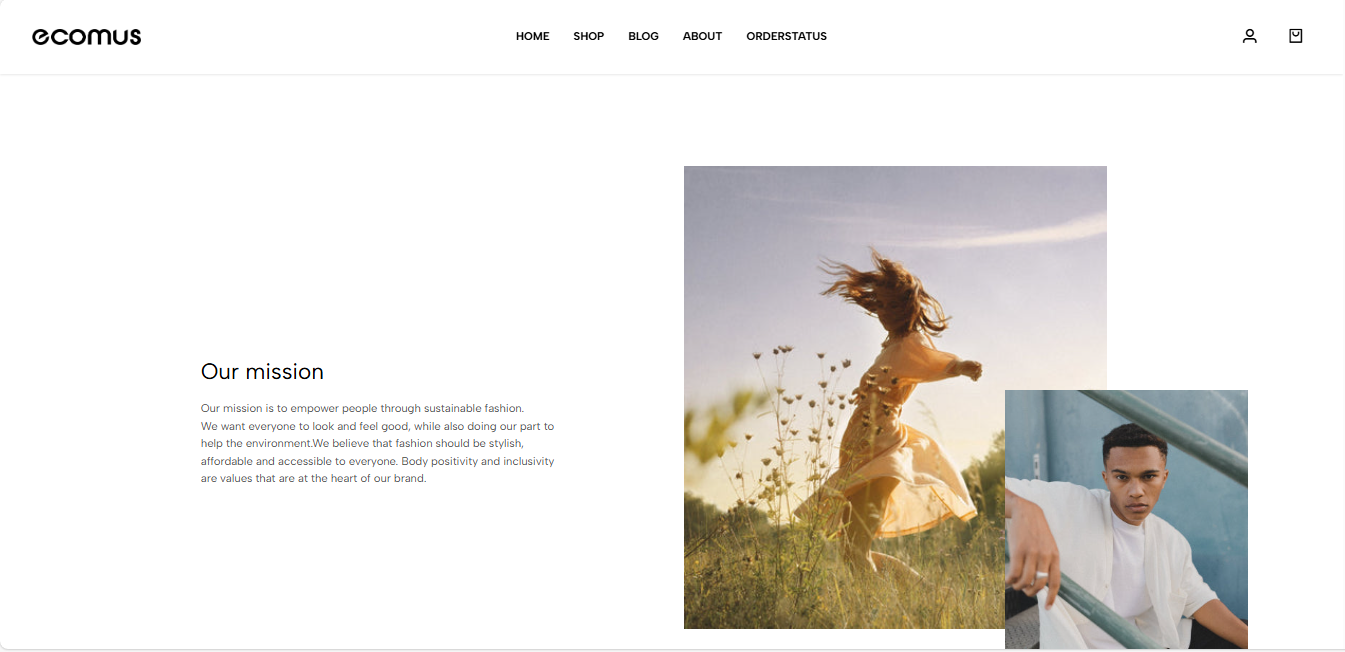 ecomus
HOME SHOP BLOG ABOUT ORDERSTATUS
Our mission
Our mission is to empower people through sustainable fashion.
We want everyone to look and feel good, while also doing our part to
help the environment.We believe that fashion should be stylish,
affordable and accessible to everyone. Body positivity and inclusivity
are values that are at the heart of our brand.